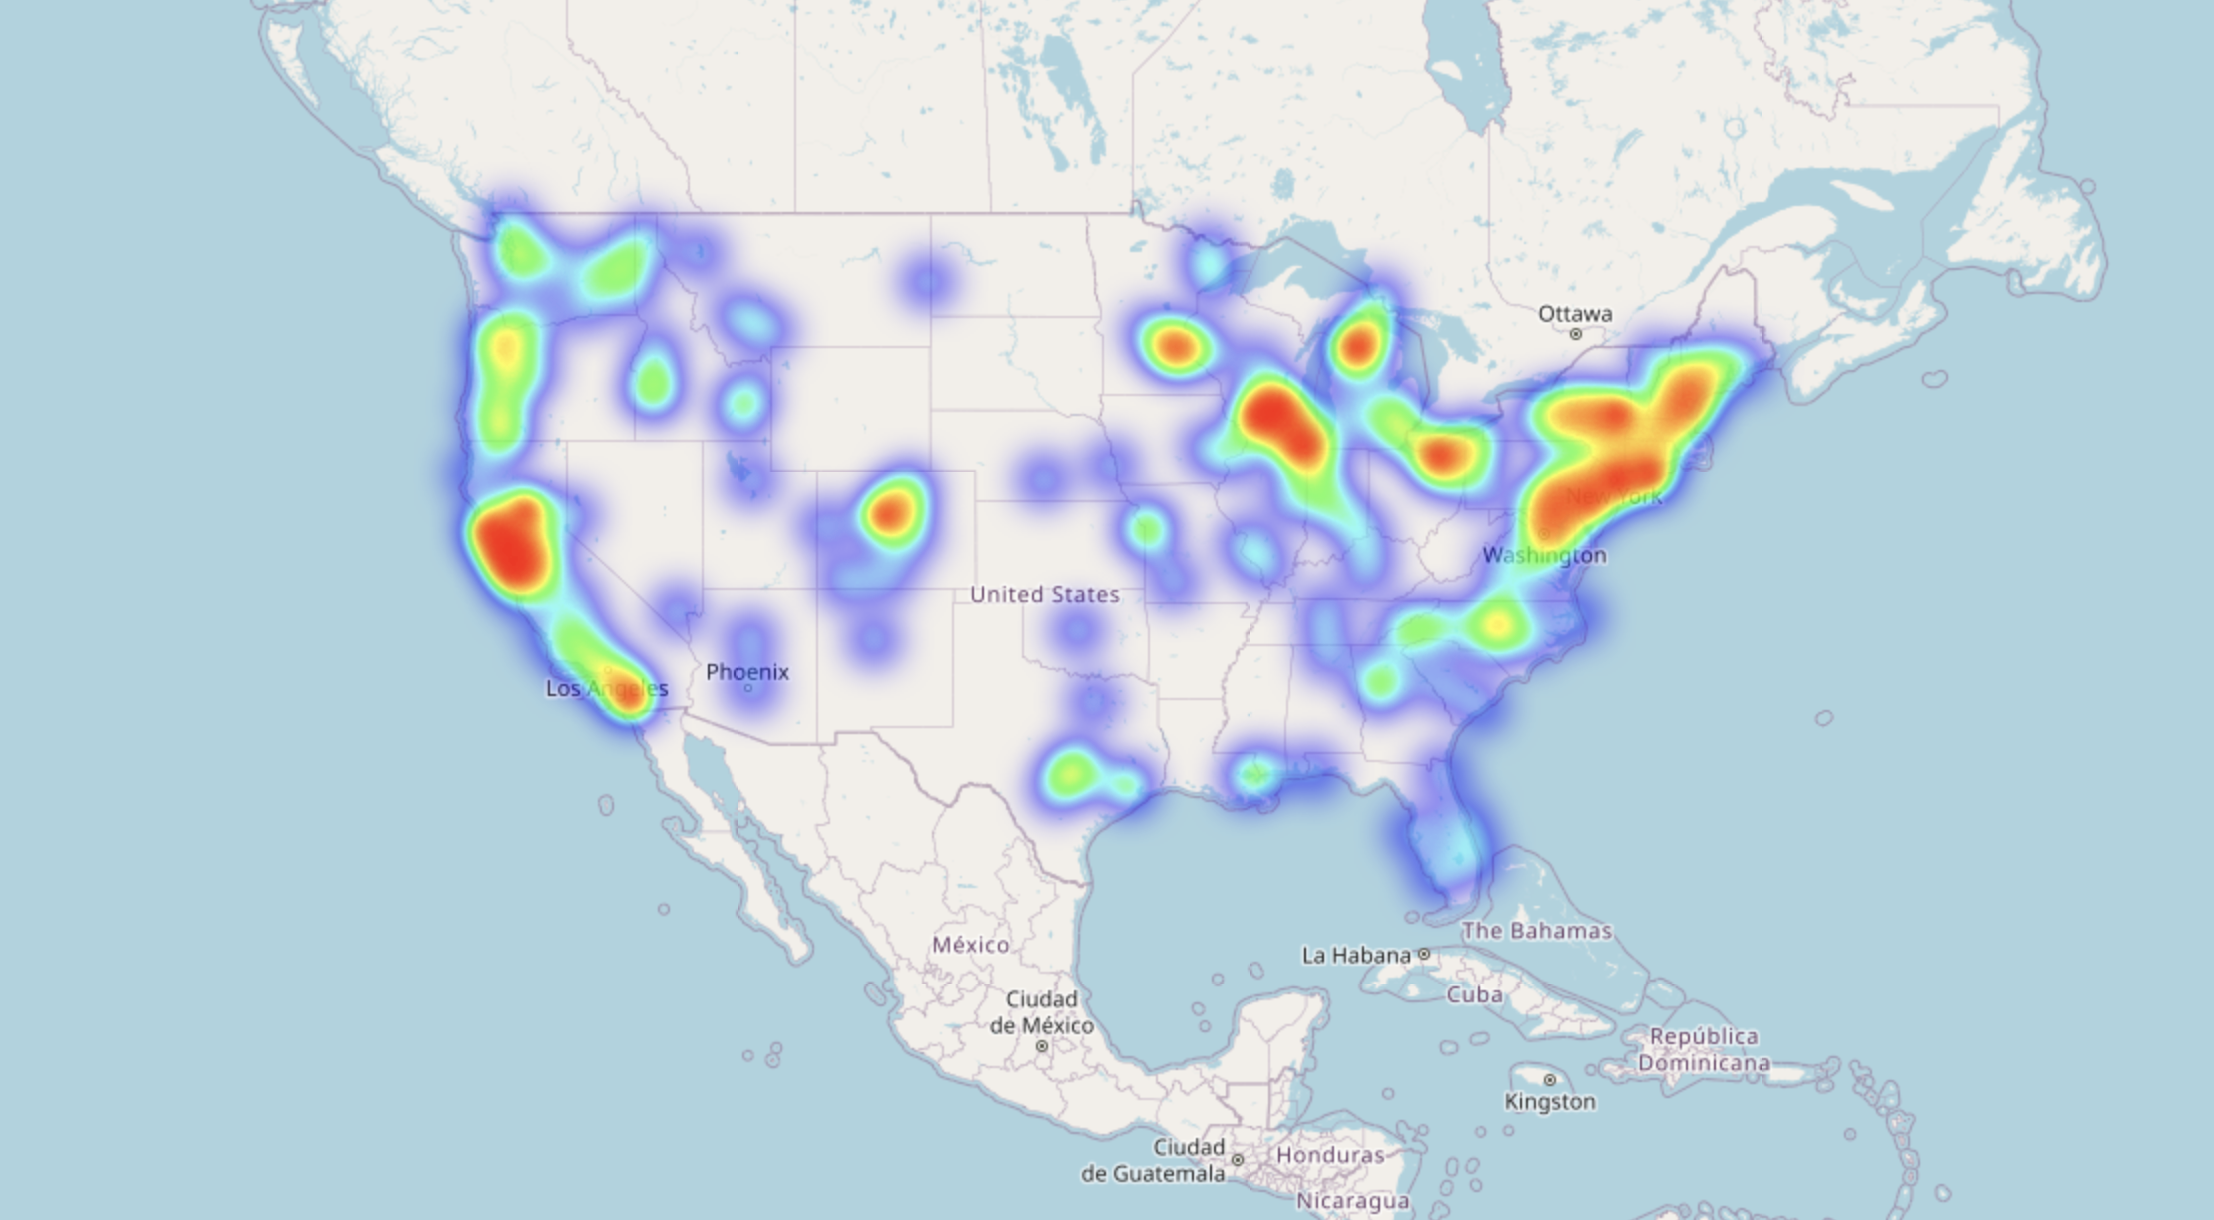 Ottawa
New York
Washington
United States
Phoenix
Los Angeles
The Bahamas
México
La Habana
Cuba
Ciudad
de México
República
Dominicana
Kingston
Ciudad
de Guatemala
Honduras
Nicaragua